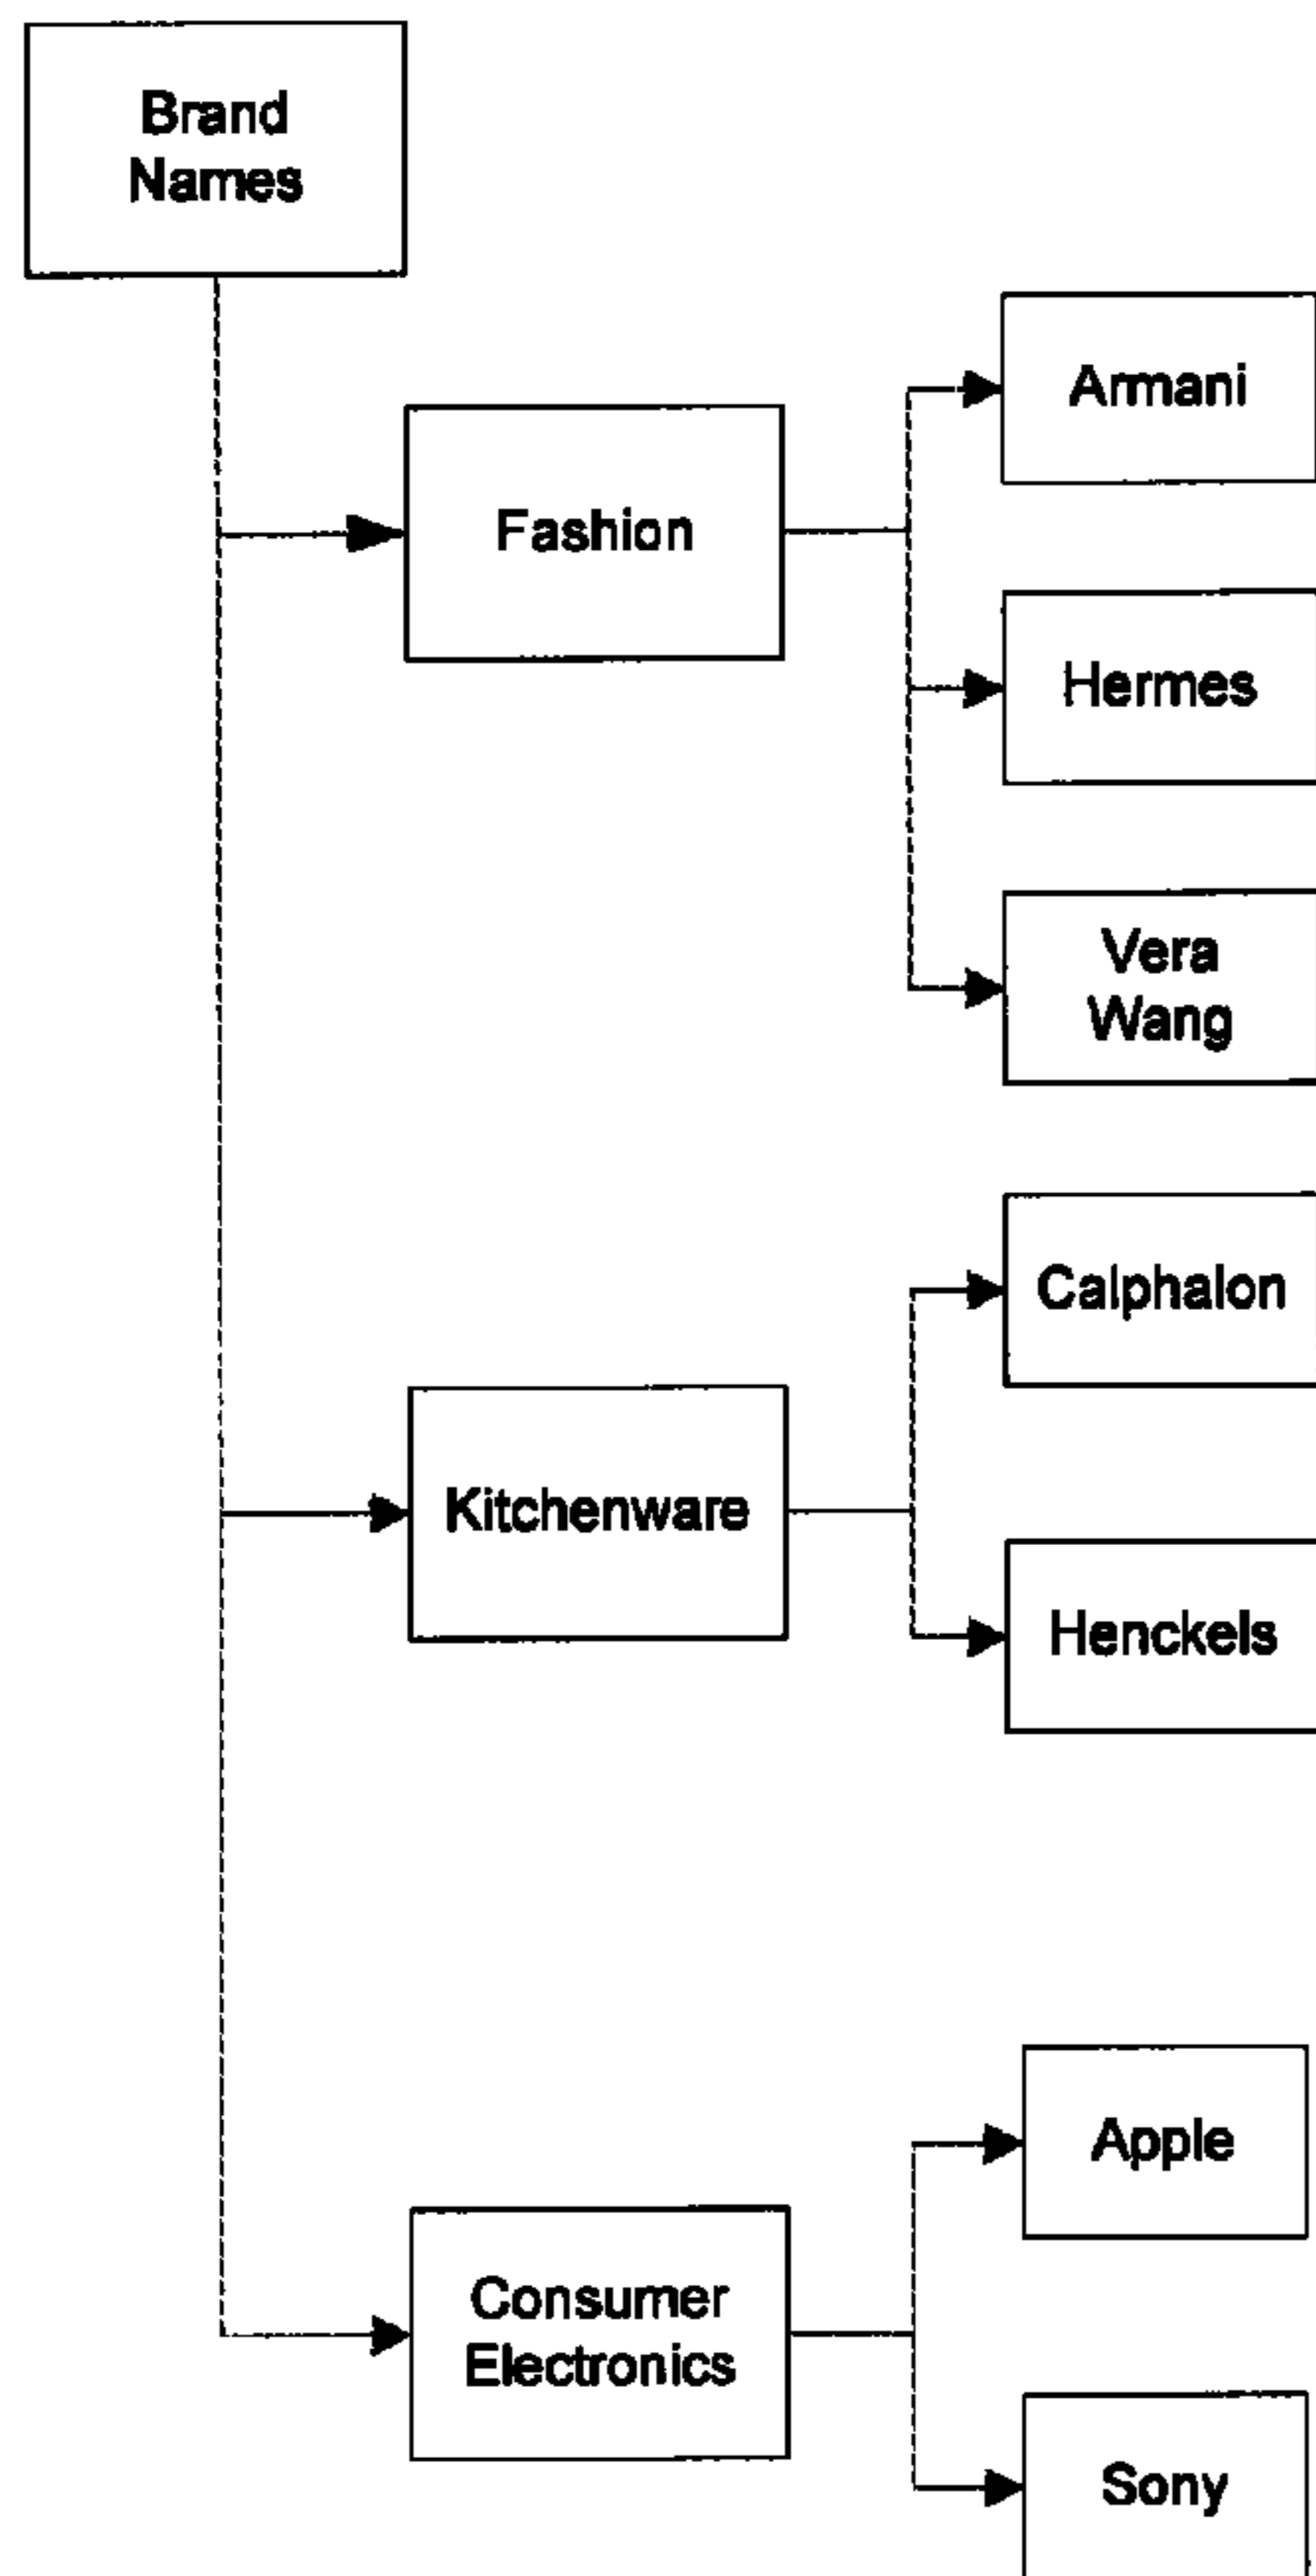 Brand
Names
Fashion
Armani
Hermes
Vera
Wang
Kitchenware
Calphalon
Henckels
Consumer
Electronics
Apple
Sony